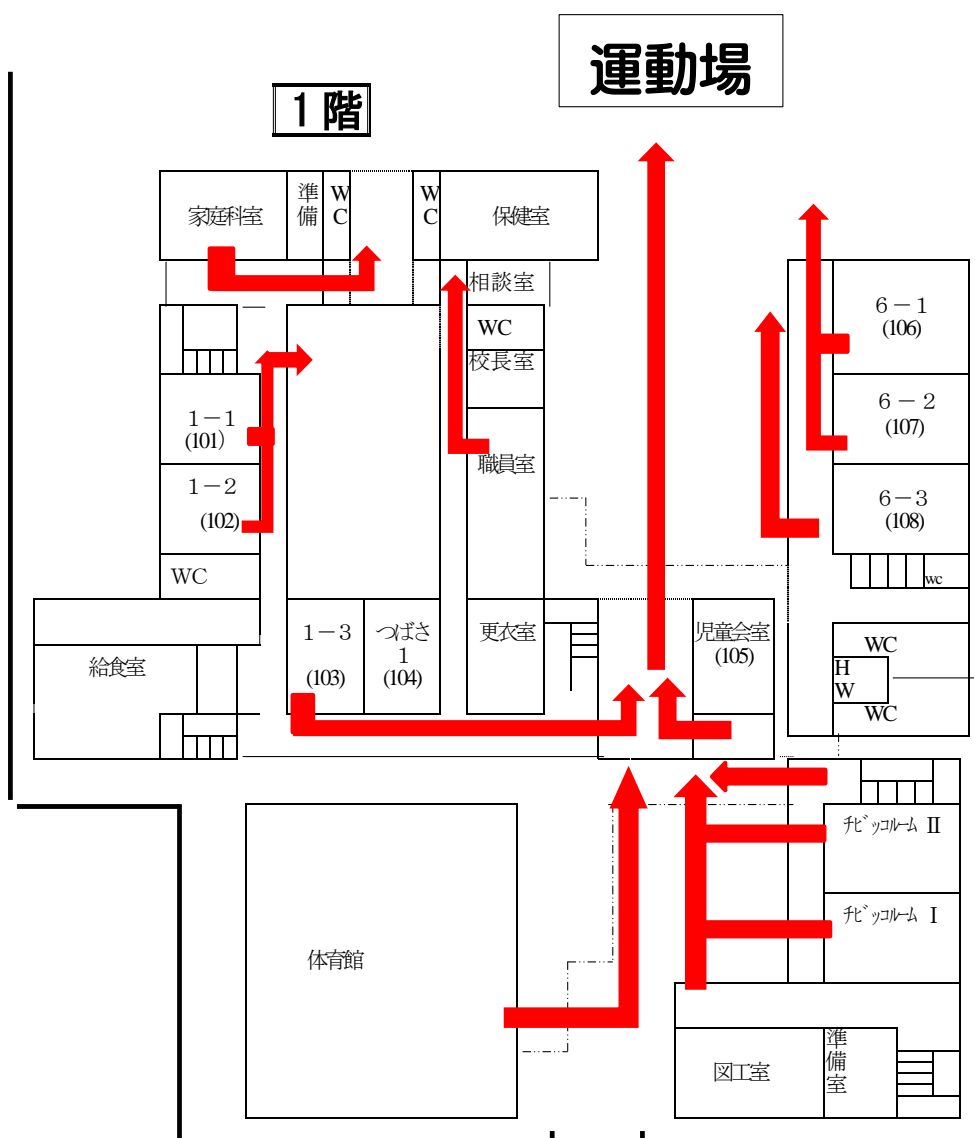 運動場
１階
家庭科室
準備
WC
WC
保健室
相談室
WC
校長室
職員室
１－１
(101)
１－２
(102)
WC
給食室
１－３
(103)
つばさ
1
(104)
更衣室
児童会室
(105)
６－１
(106)
６－２
(107)
６－３
(108)
wc
WC
HW
WC
ﾁﾋﾞｯｺﾙｰﾑ Ⅱ
ﾁﾋﾞｯｺﾙｰﾑ Ⅰ
体育館
図工室
準備室